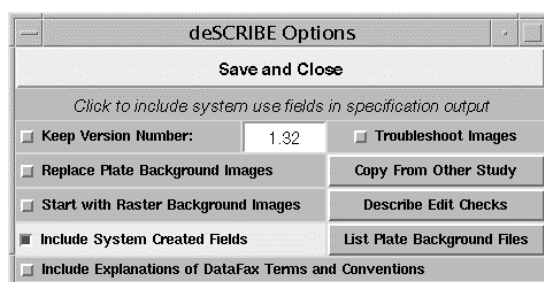 deSCRIBE Options
Save and Close
Click to include system use fields in specification output
Keep Version Number: 1.32 Troubleshoot Images
Replace Plate Background Images Copy From Other Study
Start with Raster Background Images Describe Edit Checks
Include System Created Fields List Plate Background Files
Include Explanations of DataFax Terms and Conventions